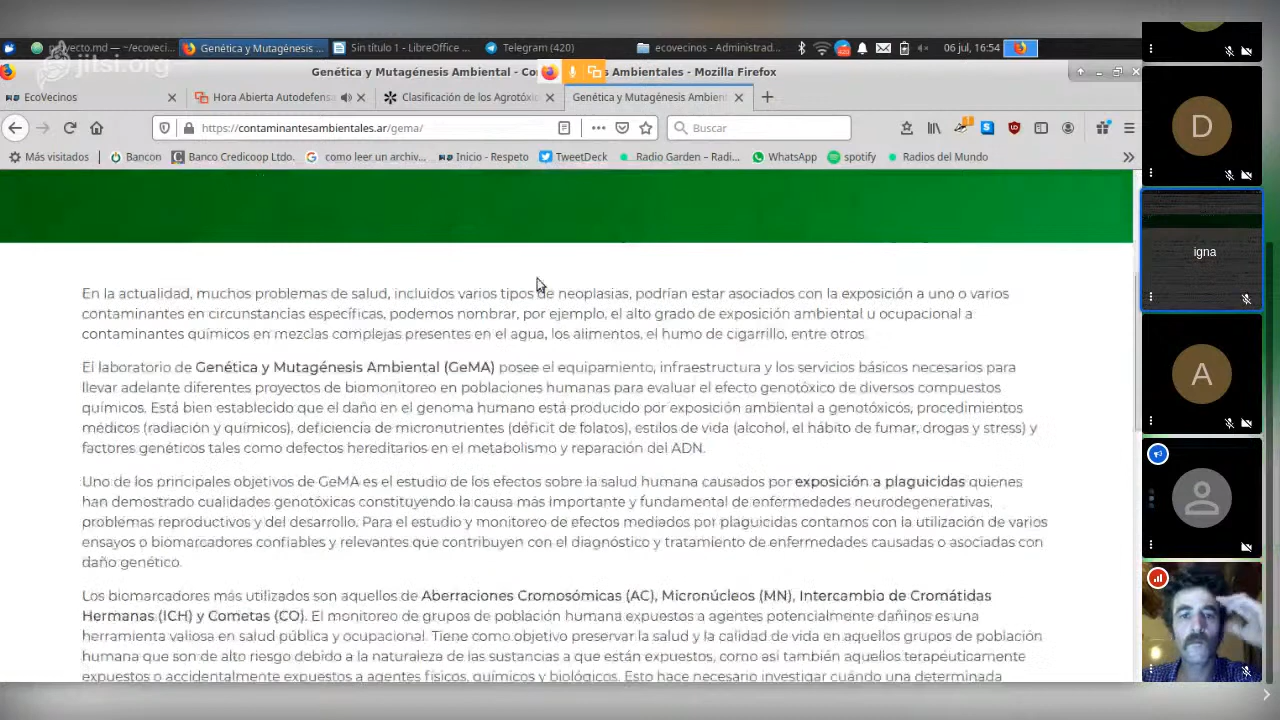 jitsi.org
proyecto.md — ~/ecoveci...
Genética y Mutagénesis ...
Sin título 1 - LibreOffice ...
Telegram (420)
ecovecinos - Administrad...
06 jul, 16:54
Genética y Mutagénesis Ambiental - Co
s Ambientales - Mozilla Firefox
EcoVecinos
Hora Abierta Autodefensa
Clasificación de los Agrotóxic
Genética y Mutagénesis Ambient
https://contaminantesambientales.ar/gema/
Buscar
Más visitados
Bancon
Banco Credicoop Ltdo.
como leer un archiv...
Inicio - Respeto
TweetDeck
Radio Garden – Radi...
WhatsApp
spotify
Radios del Mundo
En la actualidad, muchos problemas de salud, incluidos varios tipos de neoplasias, podrían estar asociados con la exposición a uno o varios
contaminantes en circunstancias específicas, podemos nombrar, por ejemplo, el alto grado de exposición ambiental u ocupacional a
contaminantes químicos en mezclas complejas presentes en el agua, los alimentos, el humo de cigarrillo, entre otros.
El laboratorio de Genética y Mutagénesis Ambiental (GeMA) posee el equipamiento, infraestructura y los servicios básicos necesarios para
llevar adelante diferentes proyectos de biomonitoreo en poblaciones humanas para evaluar el efecto genotóxico de diversos compuestos
químicos. Está bien establecido que el daño en el genoma humano está producido por exposición ambiental a genotóxicos, procedimientos
médicos (radiación y químicos), deficiencia de micronutrientes (déficit de folatos), estilos de vida (alcohol, el hábito de fumar, drogas y stress) y
factores genéticos tales como defectos hereditarios en el metabolismo y reparación del ADN.
Uno de los principales objetivos de GeMA es el estudio de los efectos sobre la salud humana causados por exposición a plaguicidas quienes
han demostrado cualidades genotóxicas constituyendo la causa más importante y fundamental de enfermedades neurodegenerativas,
problemas reproductivos y del desarrollo. Para el estudio y monitoreo de efectos mediados por plaguicidas contamos con la utilización de varios
ensayos o biomarcadores confiables y relevantes que contribuyen con el diagnóstico y tratamiento de enfermedades causadas o asociadas con
daño genético.
Los biomarcadores más utilizados son aquellos de Aberraciones Cromosómicas (AC), Micronúcleos (MN), Intercambio de Cromátidas
Hermanas (ICH) y Cometas (CO). El monitoreo de grupos de población humana expuestos a agentes potencialmente dañinos es una
herramienta valiosa en salud pública y ocupacional. Tiene como objetivo preservar la salud y la calidad de vida en aquellos grupos de población
humana que son de alto riesgo debido a la naturaleza de las sustancias a que están expuestos, como así también aquellos terapéuticamente
expuestos o accidentalmente expuestos a agentes físicos, químicos y biológicos. Esto hace necesario investigar cuándo una determinada
D
igna
A